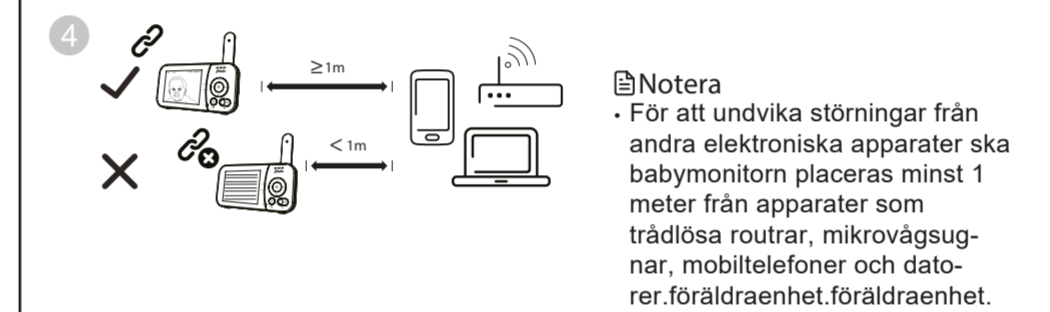 4
≥1m
< 1m
Notera
• För att undvika störningar från
andra elektroniska apparater ska
babymonitorn placeras minst 1
meter från apparater som
trådlösa routrar, mikrovågsug-
nar, mobiltelefoner och dato-
rer.föräldraenhet.föräldraenhet.